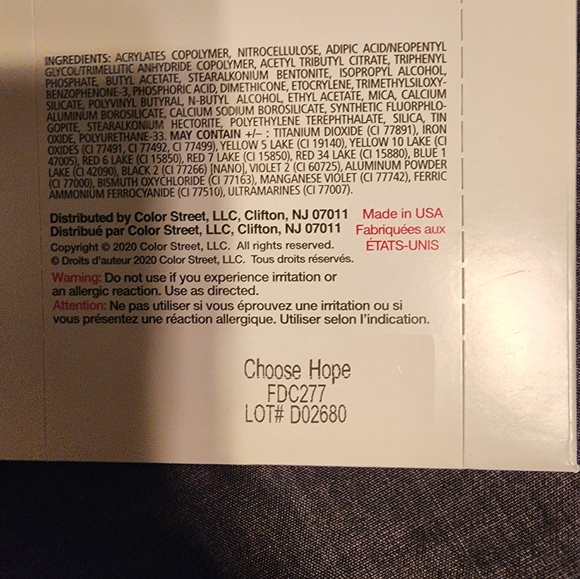 INGREDIENTS: ACRYLATES COPOLYMER, NITROCELLULOSE, ADIPIC ACID/NEOPENTYL
GLYCOL/TRIMELLITIC ANHYDRIDE COPOLYMER, ACETYL TRIBUTYL CITRATE, TRIPHENYL
PHOSPHATE, BUTYL ACETATE, STEARALKONIUM BENTONITE, ISOPROPYL ALCOHOL,
BENZOPHENONE-3, PHOSPHORIC ACID, DIMETHICONE, ETOCRYLENE, TRIMETHYLSILOXY-
SILICATE, POLYVINYL BUTYRAL, N-BUTYL ALCOHOL, ETHYL ACETATE, MICA, CALCIUM
ALUMINUM BOROSILICATE, CALCIUM SODIUM BOROSILICATE, SYNTHETIC FLUORPHLO-
GOPITE, STEARALKONIUM HECTORITE, POLYETHYLENE TEREPHTHALATE, SILICA, TIN
OXIDE, POLYURETHANE-33. MAY CONTAIN +/– : TITANIUM DIOXIDE (CI 77891), IRON
OXIDES (CI 77491, CI 77492, CI 77499), YELLOW 5 LAKE (CI 19140), YELLOW 10 LAKE (CI
47005), RED 6 LAKE (CI 15850), RED 7 LAKE (CI 15850), RED 34 LAKE (CI 15880), BLUE 1
LAKE (CI 42090), BLACK 2 (CI 77266) [NANO], VIOLET 2 (CI 60725), ALUMINUM POWDER
(CI 77000), BISMUTH OXYCHLORIDE (CI 77163), MANGANESE VIOLET (CI 77742), FERRIC
AMMONIUM FERROCYANIDE (CI 77510), ULTRAMARINES (CI 77007).
Distributed by Color Street, LLC, Clifton, NJ 07011
Distribué par Color Street, LLC, Clifton, NJ 07011
Made in USA
Fabriquées aux
ÉTATS-UNIS
Copyright © 2020 Color Street, LLC. All rights reserved.
© Droits d'auteur 2020 Color Street, LLC. Tous droits réservés.
Warning: Do not use if you experience irritation or
an allergic reaction. Use as directed.
Attention: Ne pas utiliser si vous éprouvez une irritation ou si
vous présentez une réaction allergique. Utiliser selon l'indication.
Choose Hope
FDC277
LOT# D02680